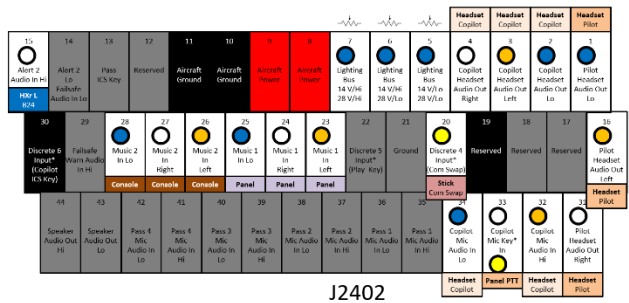 15
Alert 2
Audio In Hi
HXr L
B24
14
Alert 2
Lo
Failsafe
Audio In Lo
13
Pass
ICS Key
12
Reserved
11
Aircraft
Ground
10
Aircraft
Ground
9
Aircraft
Power
8
Aircraft
Power
7
Lighting
Bus
14 V/Hi
28 V/Hi
6
Lighting
Bus
14 V/Hi
28 V/Lo
5
Lighting
Bus
14 V/Lo
28 V/Lo
Headset
Copilot
4
Copilot
Headset
Audio Out
Right
Headset
Copilot
3
Copilot
Headset
Audio Out
Left
Headset
Copilot
2
Copilot
Headset
Audio Out
Lo
Headset
Pilot
1
Pilot
Headset
Audio Out
Lo
30
Discrete 6
Input*
(Copilot
ICS Key)
29
Failsafe
Warn Audio
In Hi
28
Music 2
In Lo
Console
27
Music 2
In
Right
Console
26
Music 2
In
Left
Console
25
Music 1
In Lo
Panel
24
Music 1
In
Right
Panel
23
Music 1
In
Left
Panel
22
Discrete 5
Input*
(Play Key)
21
Ground
20
Discrete 4
Input*
(Com Swap)
Stick
Com Swap
19
Reserved
18
Reserved
17
Reserved
16
Pilot
Headset
Audio Out
Left
Headset
Pilot
44
Speaker
Audio Out
Hi
43
Speaker
Audio Out
Lo
42
Pass 4
Mic
Audio In
Lo
41
Pass 4
Mic
Audio In
Hi
40
Pass 3
Mic Audio
In Lo
39
Pass 3
Mic Audio
In Hi
38
Pass 2
Mic Audio
In Lo
37
Pass 2
Mic Audio
In Hi
36
Pass 1
Mic Audio
In Lo
35
Pass 1
Mic Audio
In Hi
34
Copilot
Mic Audio
In Lo
Headset
Copilot
33
Copilot
Mic Key*
In
Panel PTT
32
Copilot
Mic Audio
In Hi
Headset
Copilot
31
Pilot
Headset
Audio Out
Right
Headset
Pilot
J2402